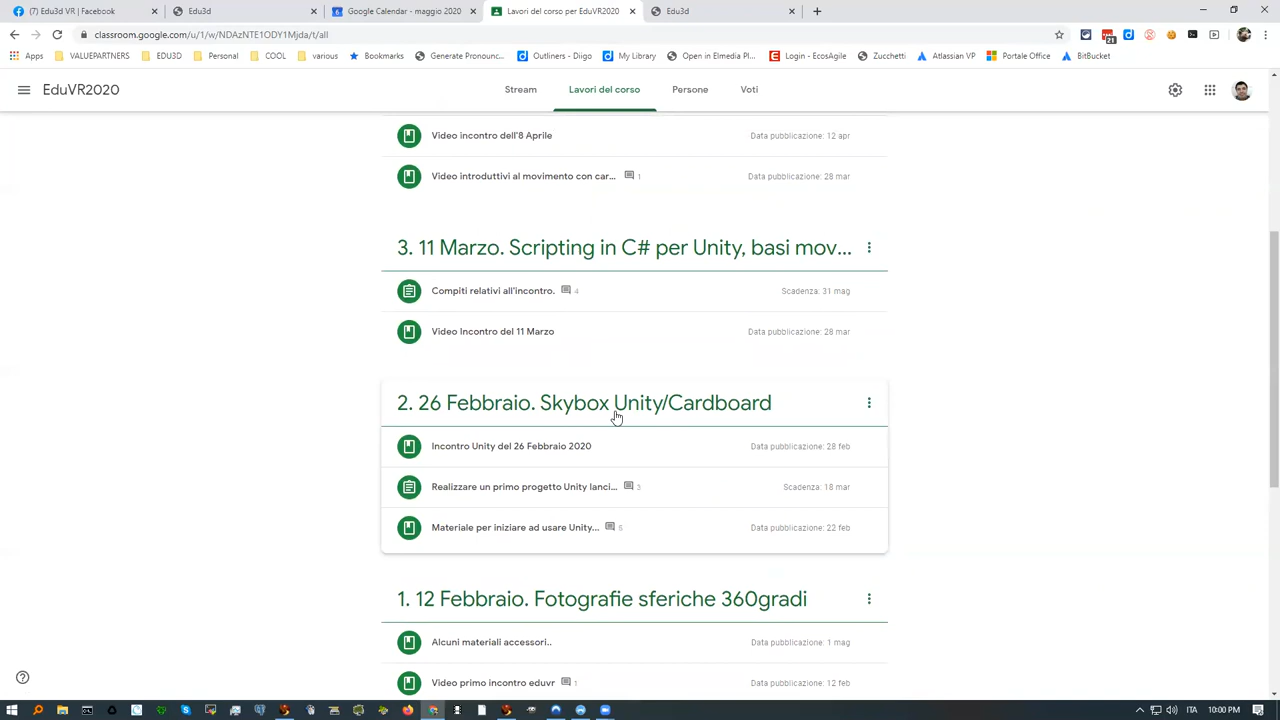 (7) Edu3d VR | Facebook
Edu3d
Google Calendar - maggio 2020
Lavori del corso per EduVR2020
Edu3d
classroom.google.com/u/1/w/NDAzNTE1ODY1Mjda/t/all
21
Apps
VALUEPARTNERS
EDU3D
Personal
COOL
various
Bookmarks
Generate Pronounc...
Outliners - Diigo
My Library
Open in Elmedia Pl...
Login - EcosAgile
Zucchetti
Atlassian VP
Portale Office
BitBucket
EduVR2020
Stream
Lavori del corso
Persone
Voti
Video incontro dell'8 Aprile
Data pubblicazione: 12 apr
Video introduttivi al movimento con car...
1
Data pubblicazione: 28 mar
3. 11 Marzo. Scripting in C# per Unity, basi mov...
Compiti relativi all'incontro.
4
Scadenza: 31 mag
Video Incontro del 11 Marzo
Data pubblicazione: 28 mar
2. 26 Febbraio. Skybox Unity/Cardboard
Incontro Unity del 26 Febbraio 2020
Data pubblicazione: 28 feb
Realizzare un primo progetto Unity lanci...
3
Scadenza: 18 mar
Materiale per iniziare ad usare Unity...
5
Data pubblicazione: 22 feb
1. 12 Febbraio. Fotografie sferiche 360gradi
Alcuni materiali accessori..
Data pubblicazione: 1 mag
Video primo incontro eduvr
1
Data pubblicazione: 12 feb
ITA
10:00 PM